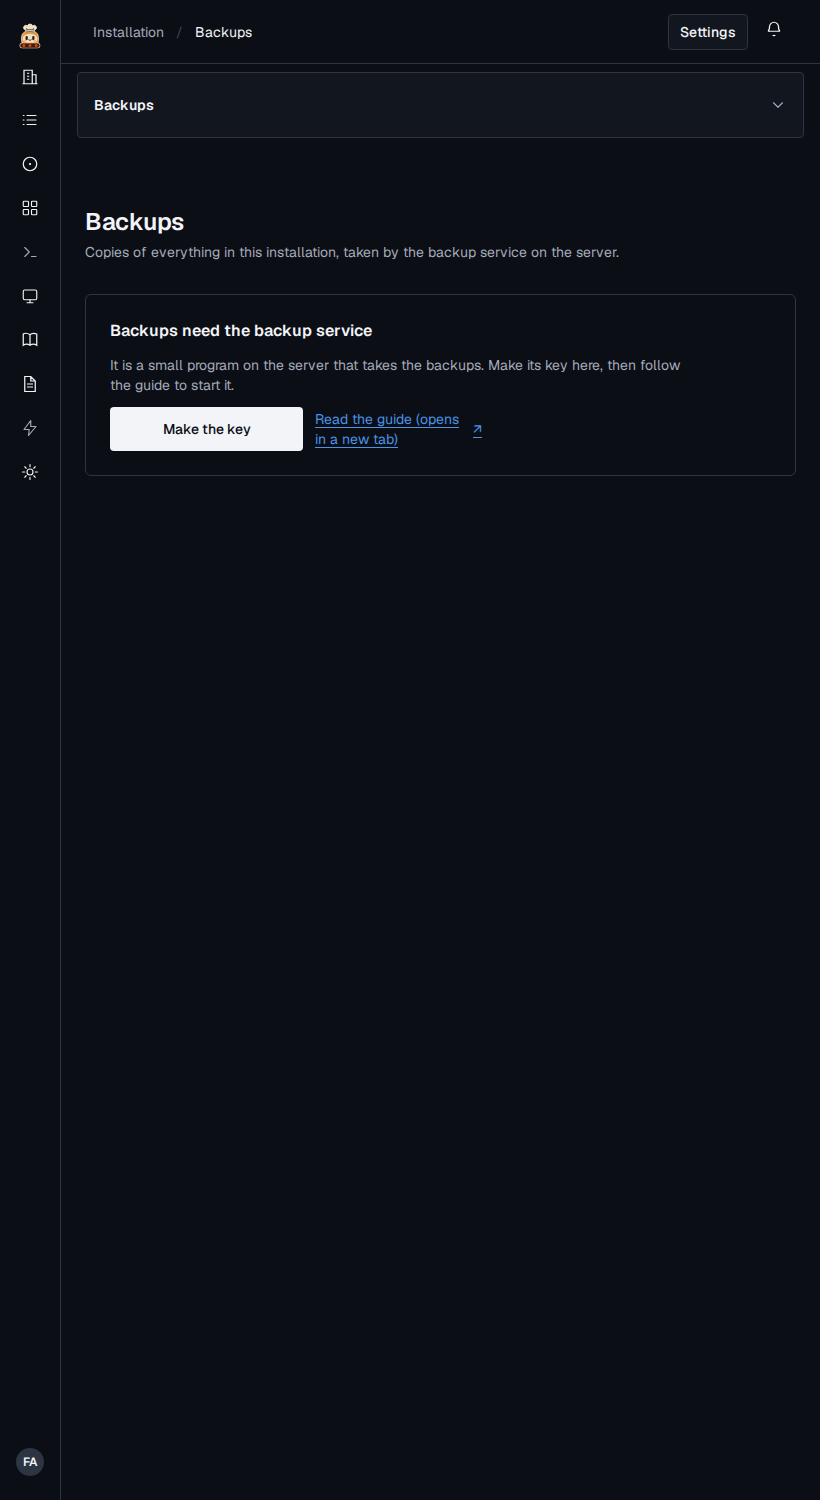 Installation / Backups
Settings
Backups
Backups
Copies of everything in this installation, taken by the backup service on the server.
Backups need the backup service
It is a small program on the server that takes the backups. Make its key here, then follow
the guide to start it.
Make the key
Read the guide (opens
in a new tab)
FA